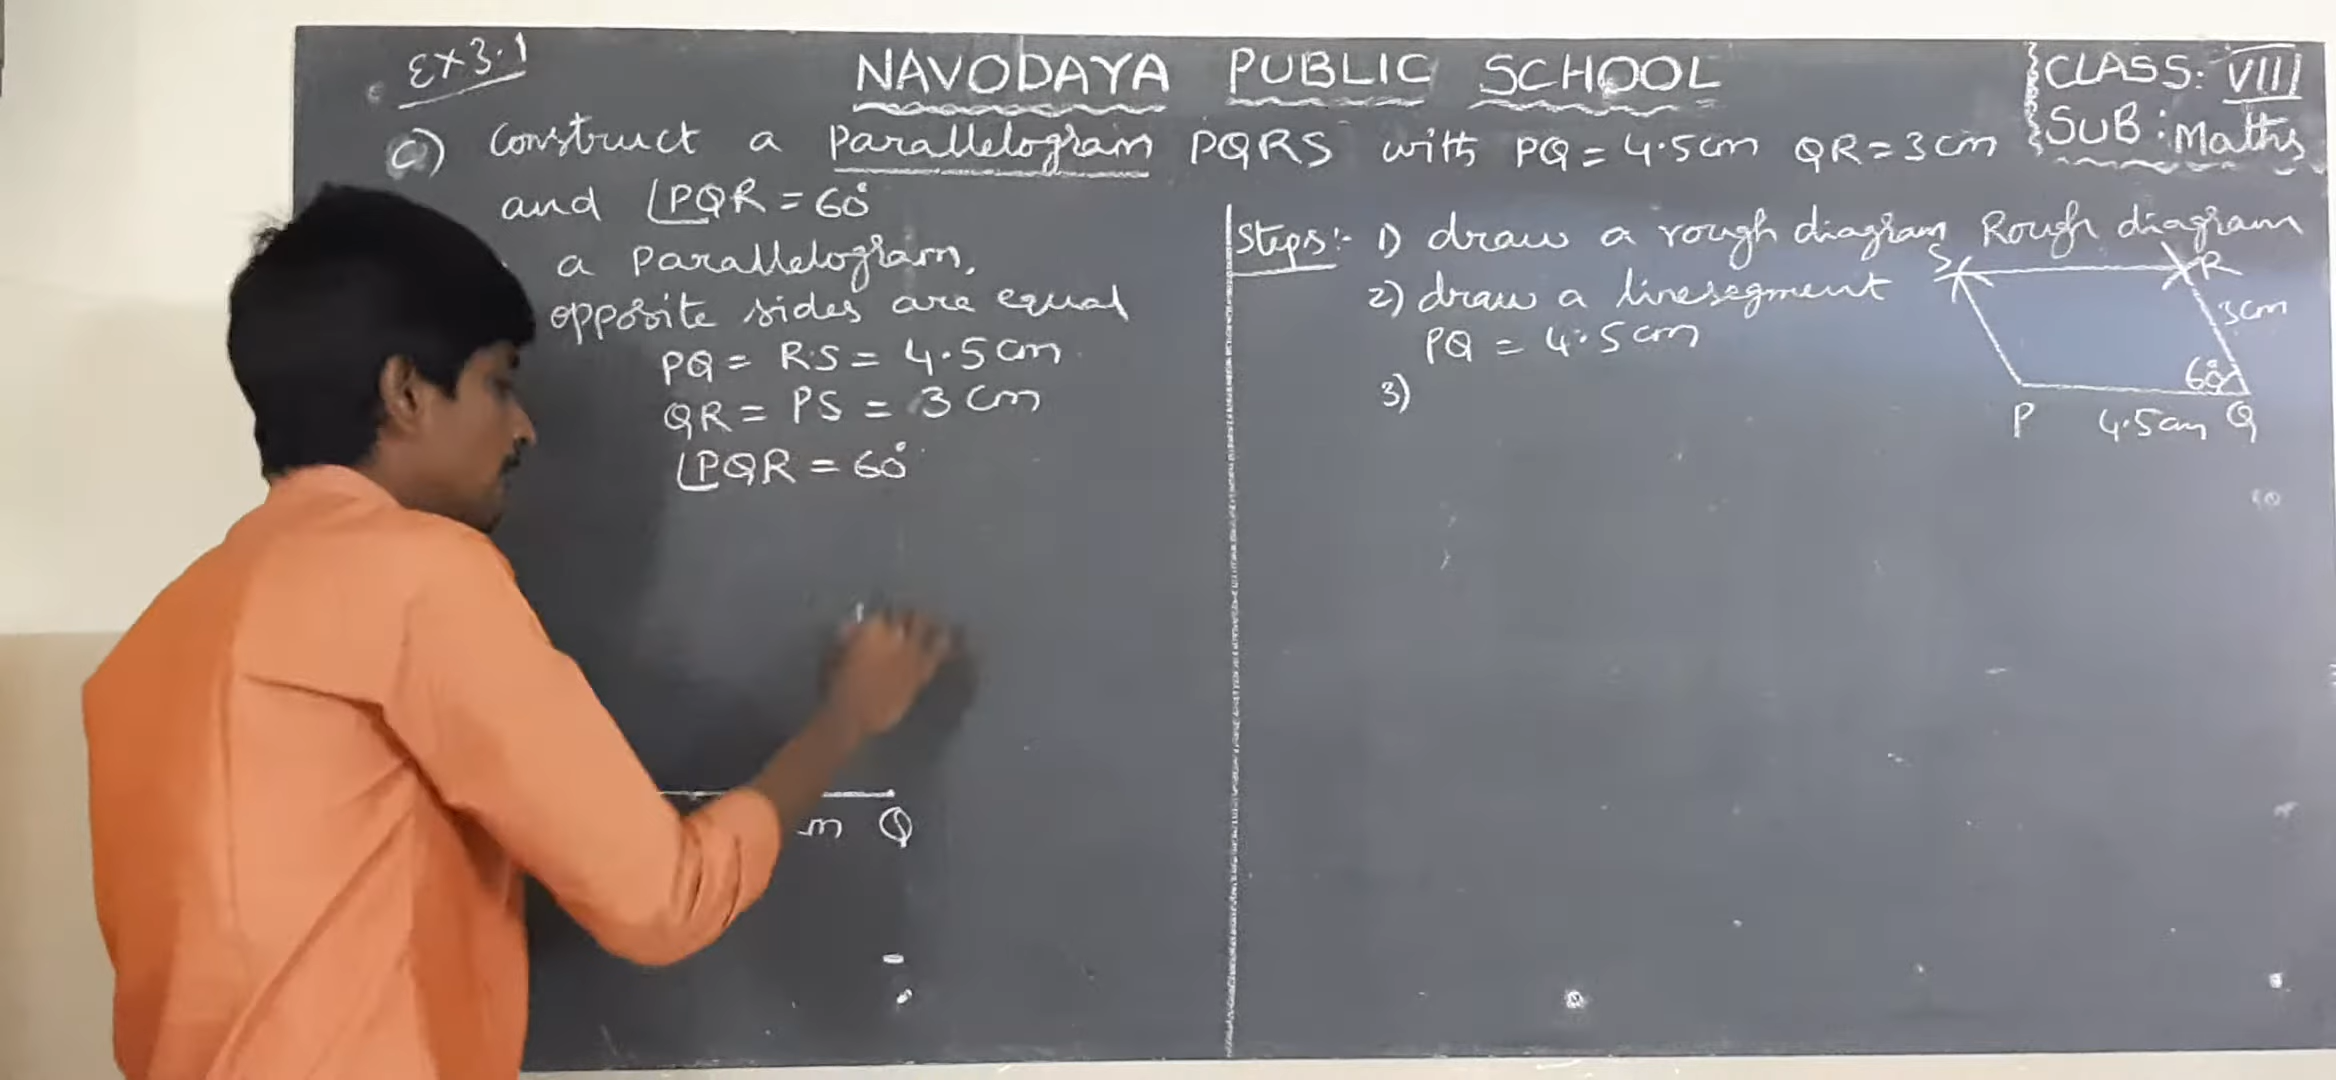 Ex 3.1
NAVODAYA PUBLIC SCHOOL
CLASS: VIII
SUB: Maths
c) construct a parallelogram PQRS with PQ = 4.5cm QR = 3cm
and ∠PQR = 60°
a parallelogram,
opposite sides are equal
PQ = RS = 4.5cm
QR = PS = 3cm
∠PQR = 60°
m Q
Steps:- 1) draw a rough diagram
2) draw a linesegment
PQ = 4.5cm
3)
Rough diagram
S R
3cm
60°
P 4.5cm Q